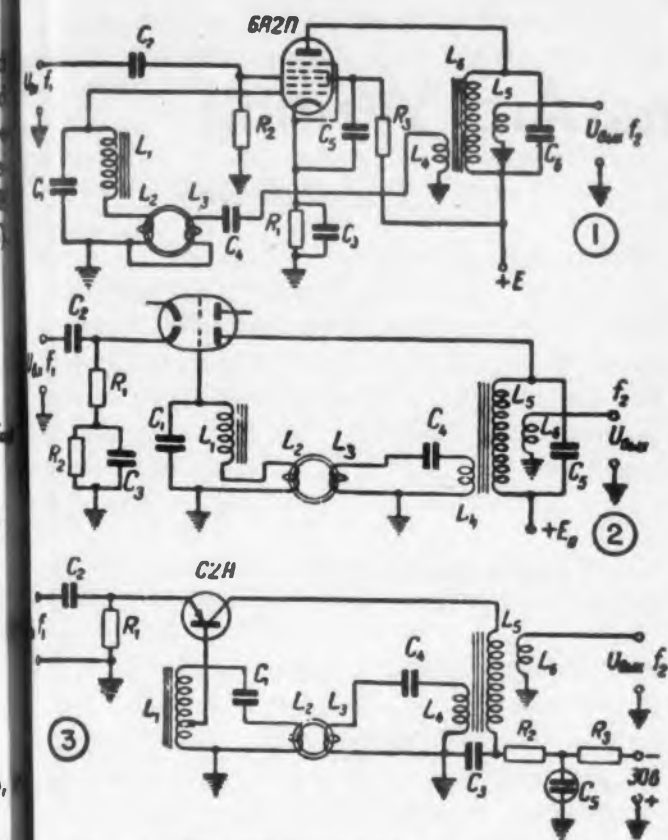 6А2П
C₂
Uвх f₁
R₂
C₅
R₃
L₆
L₅
Uвых f₂
C₆
L₄
L₁
C₁
L₂
L₃
C₄
R₁
C₃
1
+E
C₂
Uвх f₁
R₁
R₂
C₃
C₁
L₁
L₂
L₃
C₄
L₄
L₅
L₆
C₅
f₂
Uвых
+Eа
2
C2H
C₂
f₁
R₁
L₁
C₁
L₂
L₃
C₄
L₄
L₅
L₆
Uвых f₂
C₃
R₂
R₃
C₅
30в
+
3